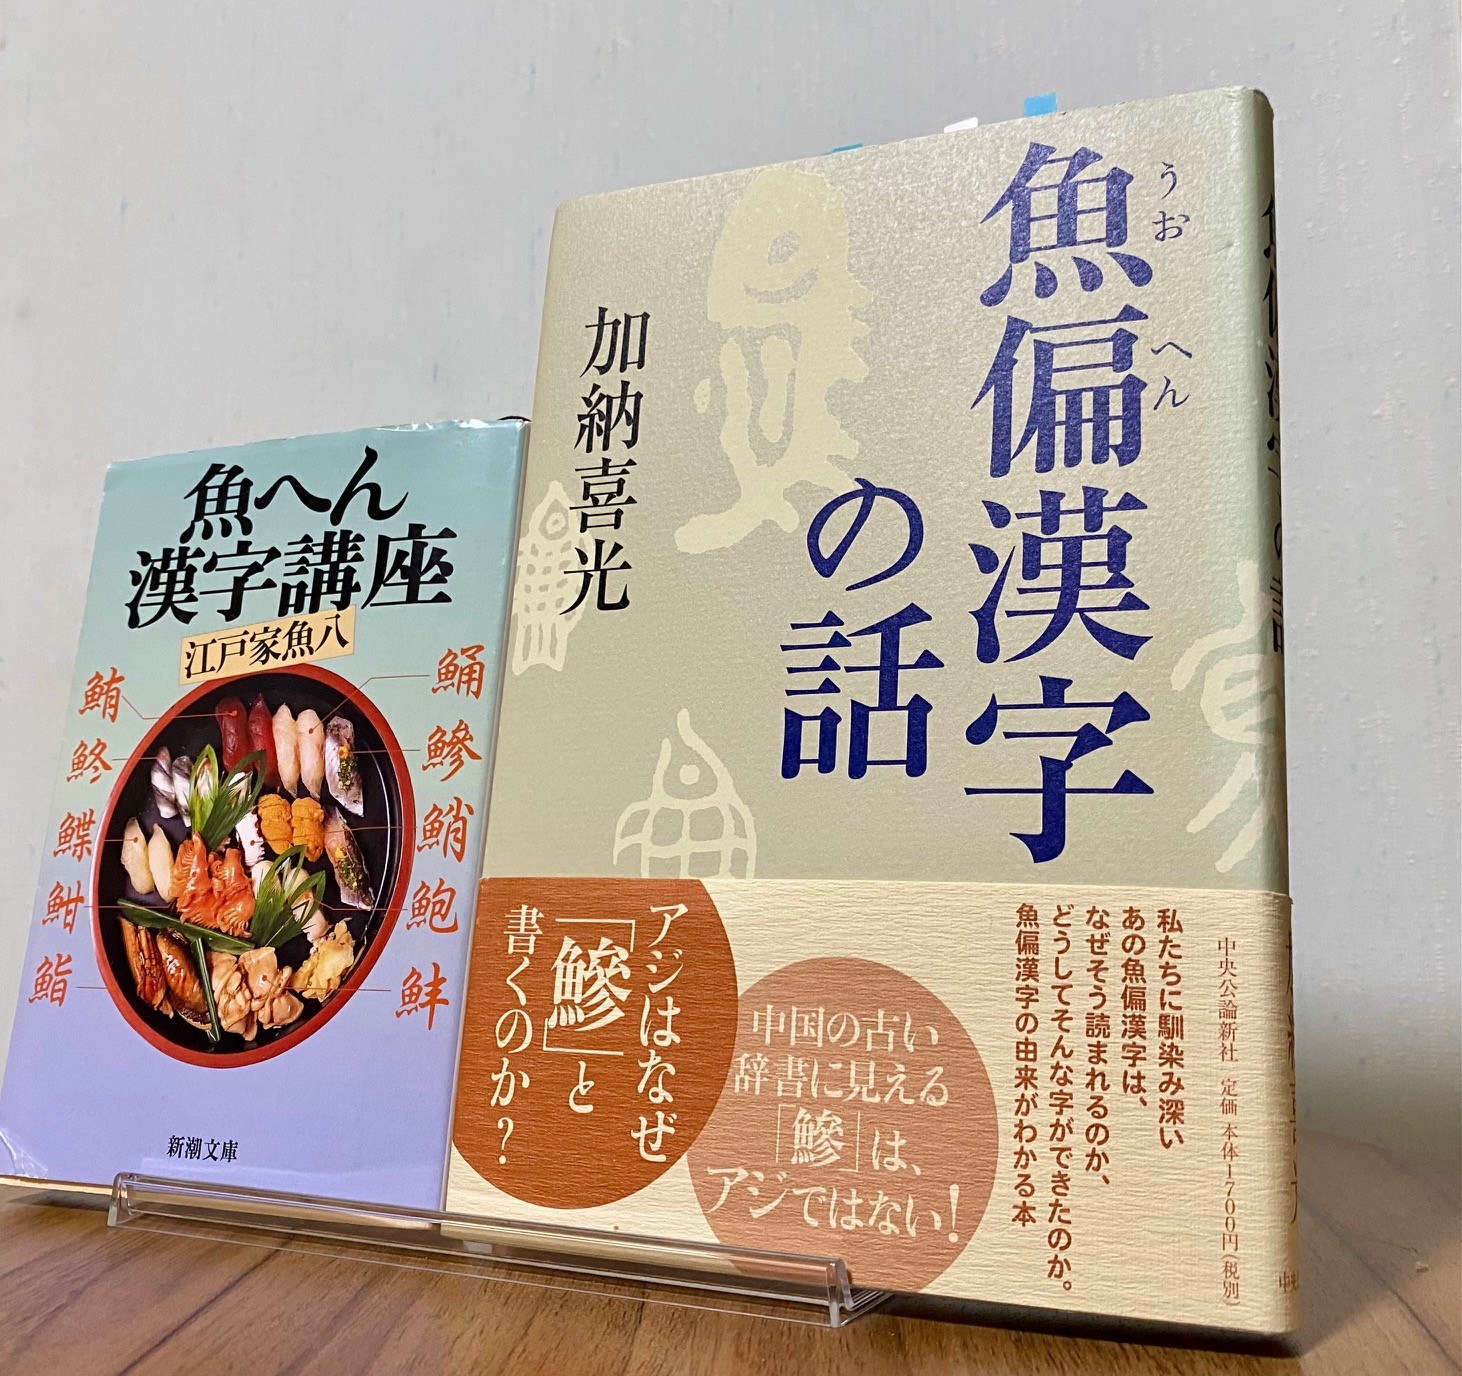 魚へん
漢字講座
江戸家魚八
鮪
鮗
鰈
魽
鮨
鯒
鰺
鮹
鮑
新潮文庫
うおへん
魚偏漢字
の話
加納喜光
アジはなぜ
「鰺」と
書くのか?
中国の古い
辞書に見える
「鰺」は、
アジではない!
私たちに馴染み深い
あの魚偏漢字は、
なぜそう読まれるのか、
どうしてそんな字ができたのか。
魚偏漢字の由来がわかる本
中央公論新社 定価 本体1700円(税別)